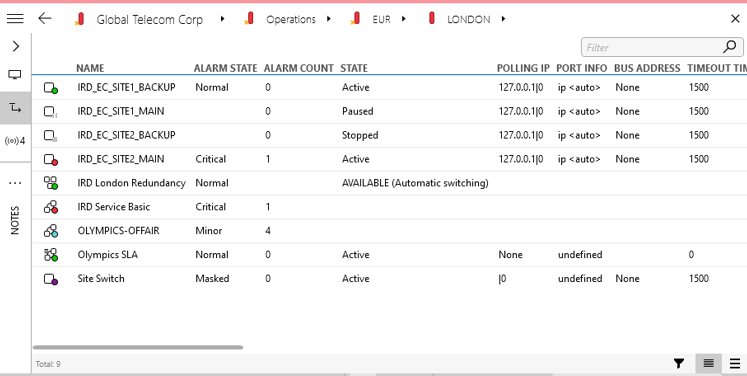 Global Telecom Corp Operations EUR LONDON
Filter
NAME ALARM STATE ALARM COUNT STATE POLLING IP PORT INFO BUS ADDRESS TIMEOUT TIM
IRD_EC_SITE1_BACKUP Normal 0 Active 127.0.0.1|0 ip <auto> None 1500
IRD_EC_SITE1_MAIN 0 Paused 127.0.0.1|0 ip <auto> None 1500
IRD_EC_SITE2_BACKUP 0 Stopped 127.0.0.1|0 ip <auto> None 1500
IRD_EC_SITE2_MAIN Critical 1 Active 127.0.0.1|0 ip <auto> None 1500
IRD London Redundancy Normal AVAILABLE (Automatic switching)
IRD Service Basic Critical 1
OLYMPICS-OFFAIR Minor 4
Olympics SLA Normal 0 Active None undefined 0
Site Switch Masked 0 Active |0 undefined None 1500
4
NOTES
Total: 9